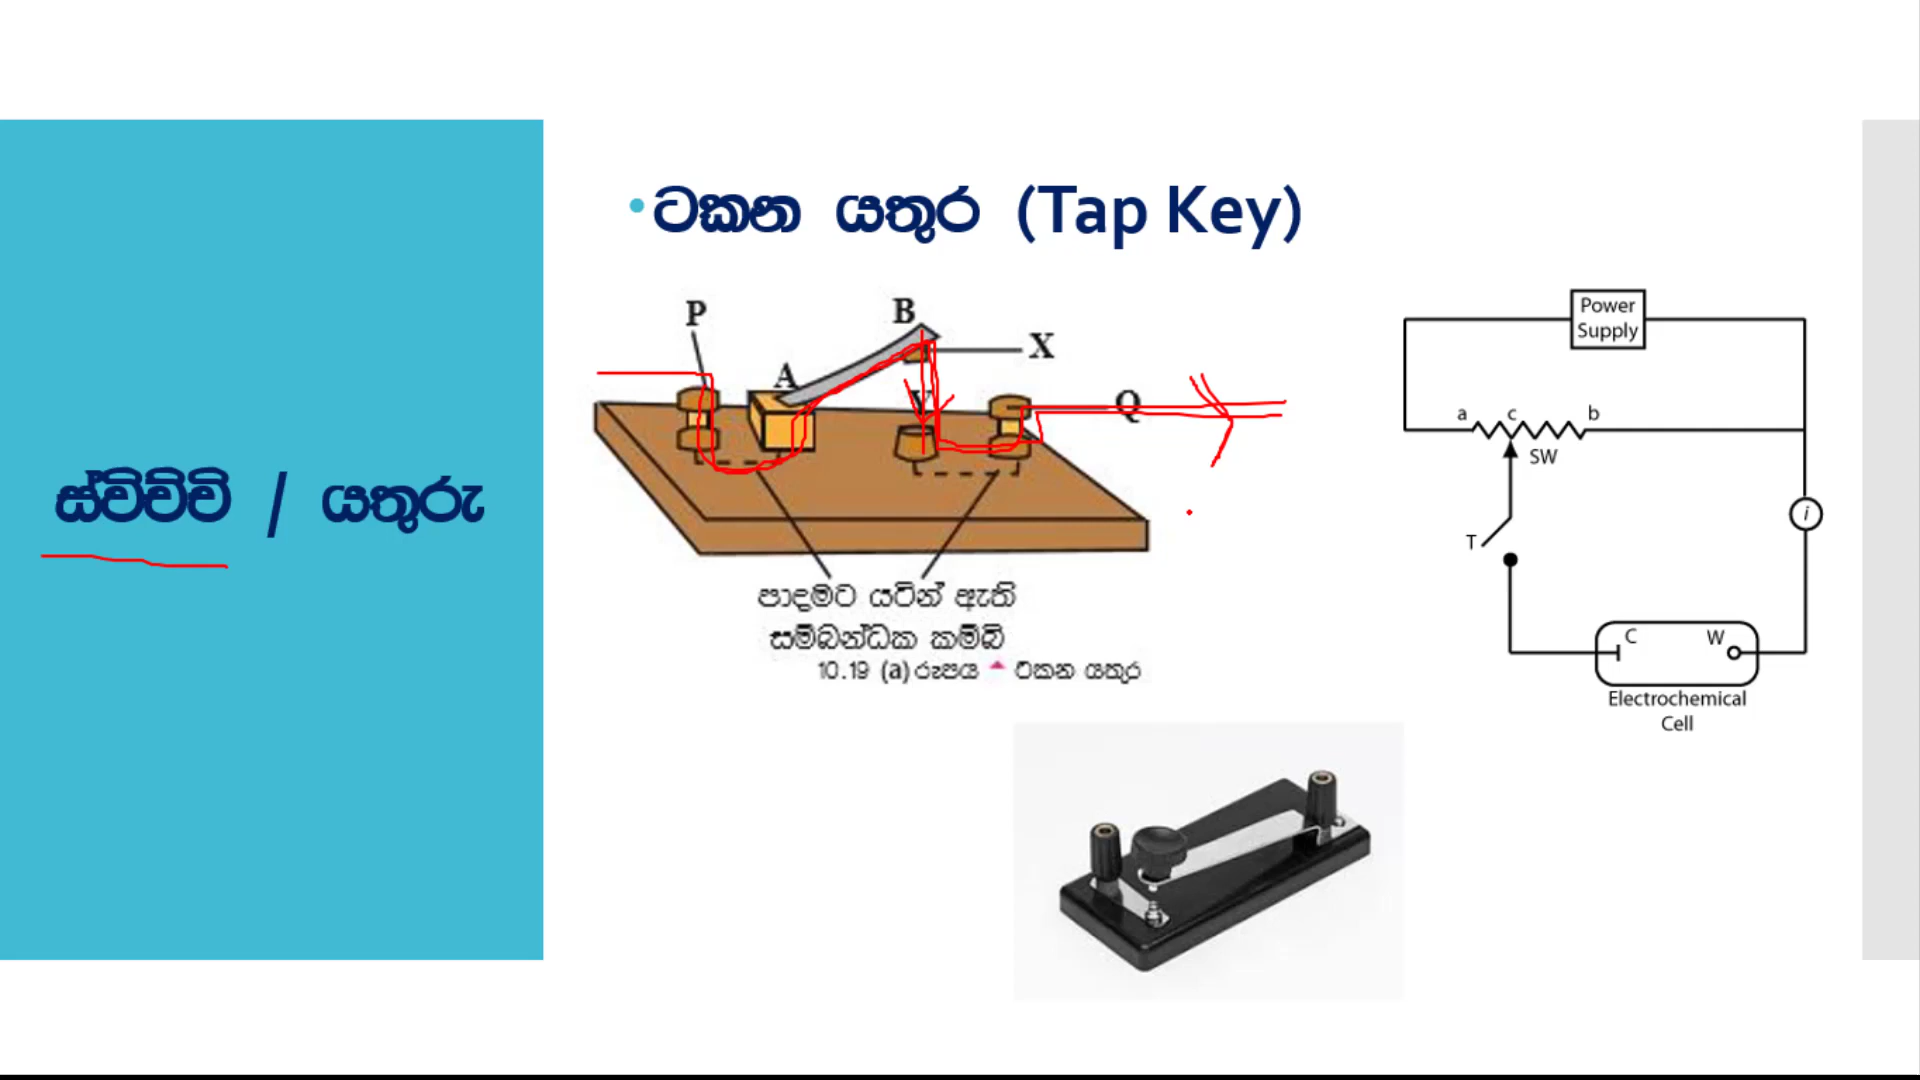 ස්විච්චි / යතුරු
•ටකන යතුර (Tap Key)
P
B
X
A
Y
Q
පාදමට යටින් ඇති
සම්බන්ධක කම්බි
10.19 (a) රූපය ටකන යතුර
Power
Supply
a c b
SW
T
i
C W
Electrochemical
Cell